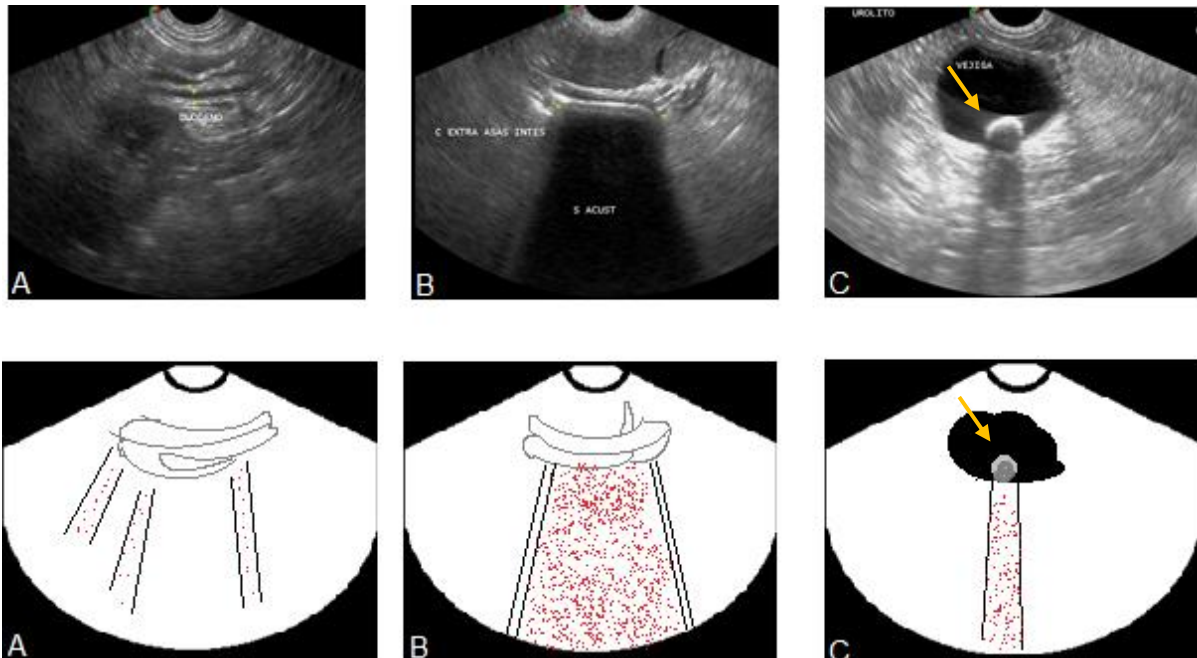 DUODENO
A
C EXTRA ASAS INTES
S ACUST
B
UROLITO
VEJIGA
C
A
B
C